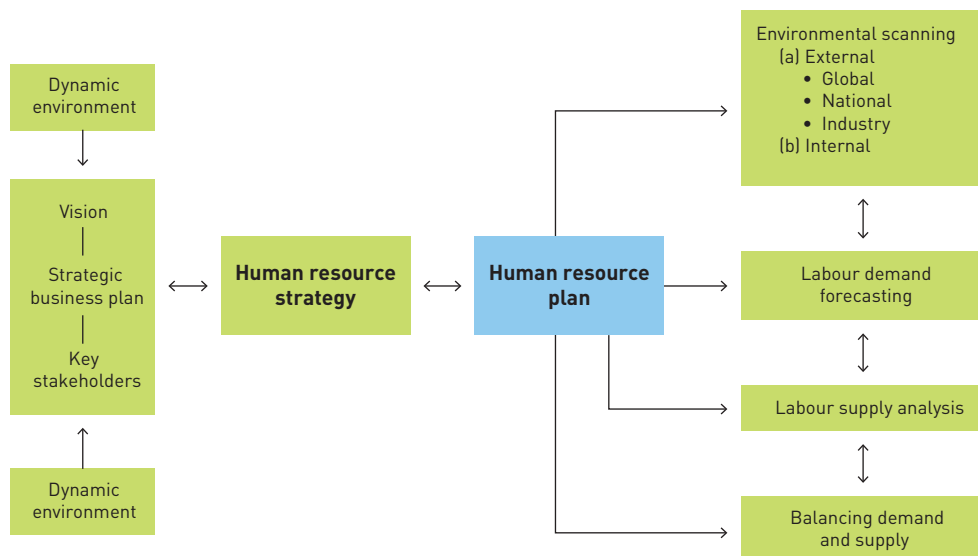 Dynamic
environment
Vision
Strategic
business plan
Key
stakeholders
Dynamic
environment
Human resource
strategy
Human resource
plan
Environmental scanning
(a) External
• Global
• National
• Industry
(b) Internal
Labour demand
forecasting
Labour supply analysis
Balancing demand
and supply